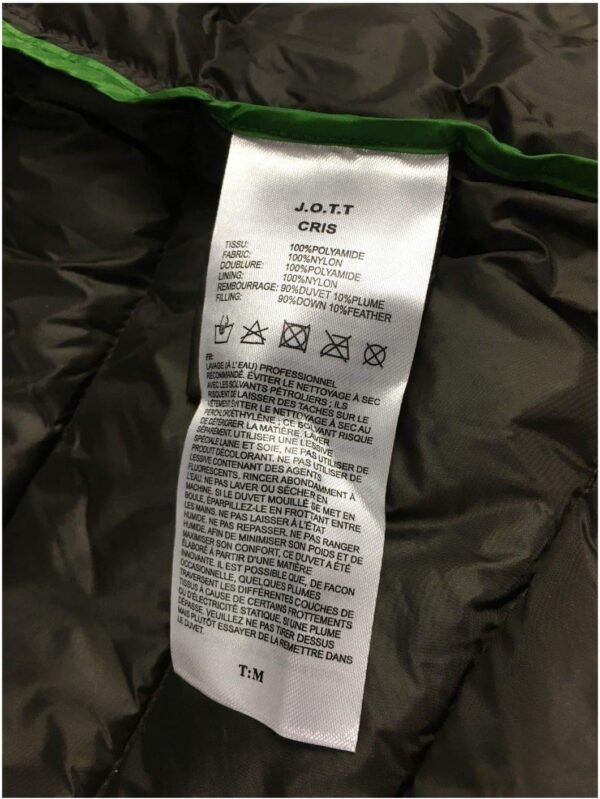 J.O.T.T
CRIS
TISSU: 100%POLYAMIDE
FABRIC: 100%NYLON
DOUBLURE: 100%POLYAMIDE
LINING: 100%NYLON
REMBOURRAGE: 90%DUVET 10%PLUME
FILLING: 90%DOWN 10%FEATHER
FR:
LAVAGE (À L'EAU) PROFESSIONNEL
RECOMMANDÉ. ÉVITER LE NETTOYAGE À SEC
AVEC LES SOLVANTS PÉTROLIERS ; ILS
RISQUENT DE LAISSER DES TACHES SUR LE
VÊTEMENT. ÉVITER LE NETTOYAGE À SEC AU
PERCHLORÉTHYLÈNE ; CE SOLVANT RISQUE
DE DÉTÉRIORER LA MATIÈRE. LAVER
SÉPARÉMENT. UTILISER UNE LESSIVE
SPÉCIALE LAINE ET SOIE. NE PAS UTILISER DE
PRODUIT DÉCOLORANT. NE PAS UTILISER DE
LESSIVE CONTENANT DES AGENTS
FLUORESCENTS. RINCER ABONDAMMENT À
L'EAU. NE PAS LAVER OU SÉCHER EN
MACHINE. SI LE DUVET MOUILLÉ SE MET EN
BOULE, ÉPARPILLEZ-LE EN FROTTANT ENTRE
LES MAINS. NE PAS LAISSER À L'ÉTAT
HUMIDE. NE PAS REPASSER. NE PAS RANGER
HUMIDE. AFIN DE MINIMISER SON POIDS ET DE
MAXIMISER SON CONFORT, CE DUVET A ÉTÉ
ÉLABORÉ À PARTIR D'UNE MATIÈRE
INNOVANTE. IL EST POSSIBLE QUE, DE FAÇON
OCCASIONNELLE, QUELQUES PLUMES
TRAVERSENT LES DIFFÉRENTES COUCHES DE
TISSUS À CAUSE DE CERTAINS FROTTEMENTS
OU D'ÉLECTRICITÉ STATIQUE. SI UNE PLUME
DÉPASSE, VEUILLEZ NE PAS TIRER DESSUS
MAIS PLUTÔT ESSAYER DE LA REMETTRE DANS
LE DUVET.
T:M